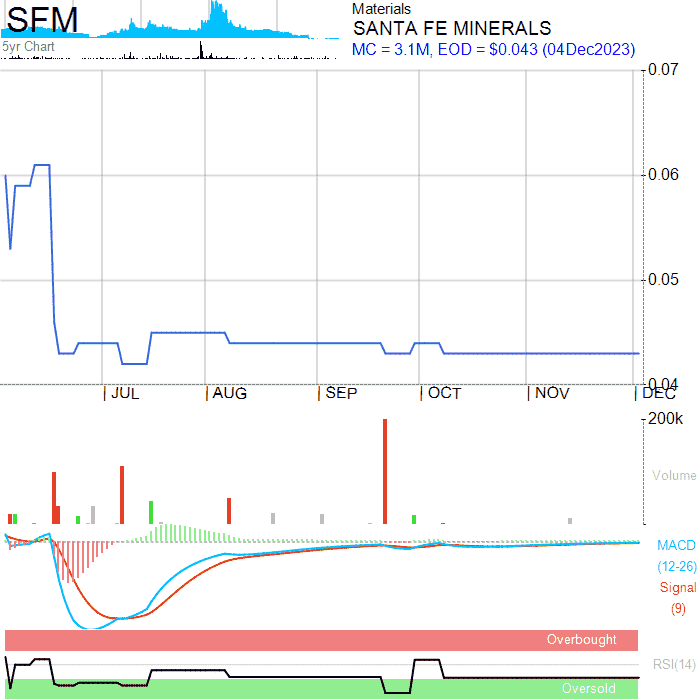 SFM
5yr Chart
Materials
SANTA FE MINERALS
MC = 3.1M, EOD = $0.043 (04Dec2023)
0.07
0.06
0.05
0.04
JUL AUG SEP OCT NOV DEC
200k
Volume
MACD
(12-26)
Signal
(9)
Overbought
RSI(14)
Oversold